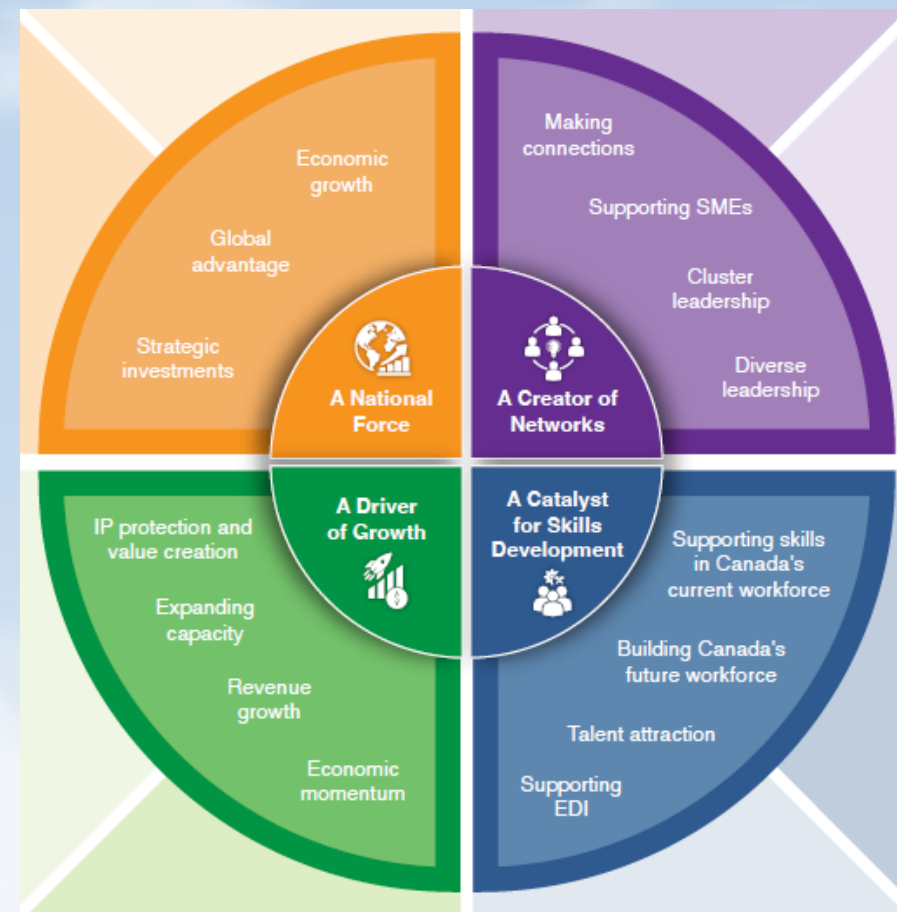 Economic
growth
Global
advantage
Strategic
investments
A National
Force
Making
connections
Supporting SMEs
Cluster
leadership
Diverse
leadership
A Creator of
Networks
IP protection and
value creation
Expanding
capacity
Revenue
growth
Economic
momentum
A Driver
of Growth
A Catalyst
for Skills
Development
Supporting skills
in Canada's
current workforce
Building Canada's
future workforce
Talent attraction
Supporting
EDI